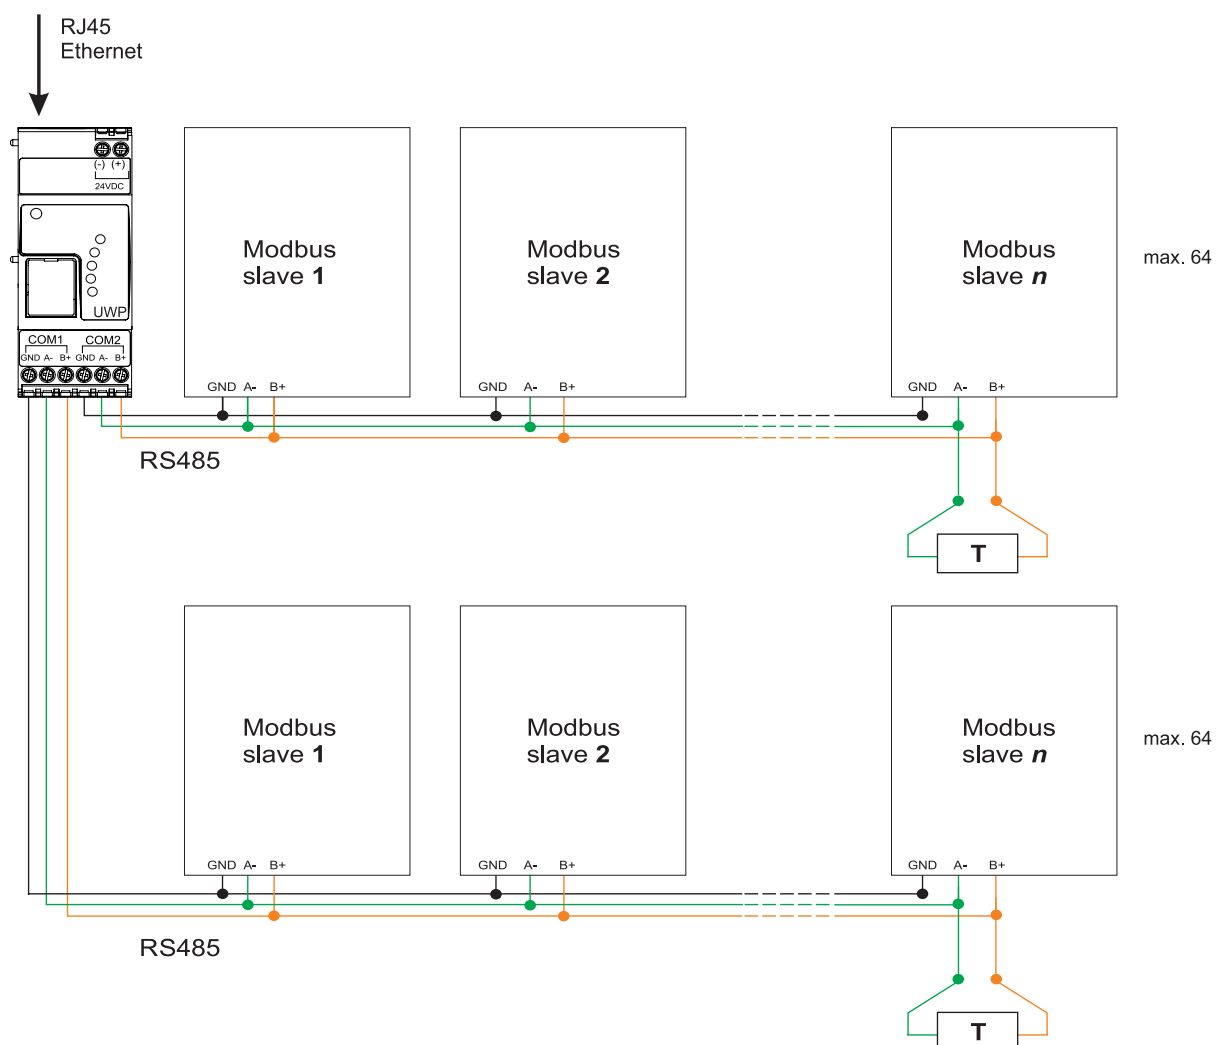 RJ45
Ethernet
(-) (+)
24VDC
UWP
COM1 COM2
GND A- B+ GND A- B+
Modbus
slave 1
Modbus
slave 2
Modbus
slave n
max. 64
GND A- B+
GND A- B+
GND A- B+
RS485
T
Modbus
slave 1
Modbus
slave 2
Modbus
slave n
max. 64
GND A- B+
GND A- B+
GND A- B+
RS485
T